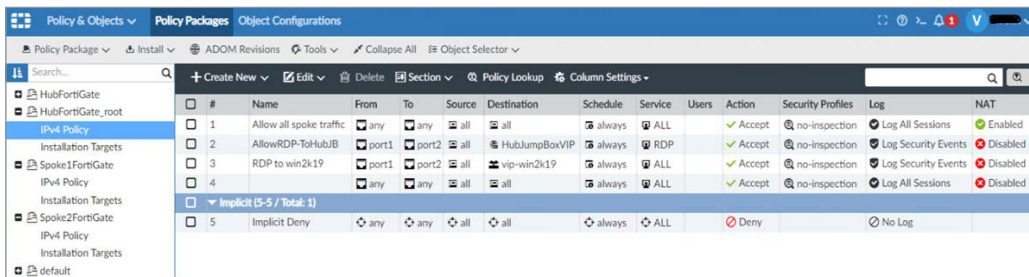 Policy & Objects Policy Packages Object Configurations 1 V
Policy Package Install ADOM Revisions Tools Collapse All Object Selector
Search... + Create New Edit Delete Section Policy Lookup Column Settings
HubFortiGate
HubFortiGate_root
IPv4 Policy
Installation Targets
Spoke1FortiGate
IPv4 Policy
Installation Targets
Spoke2FortiGate
IPv4 Policy
Installation Targets
default
# Name From To Source Destination Schedule Service Users Action Security Profiles Log NAT
1 Allow all spoke traffic any any all all always ALL Accept no-inspection Log All Sessions Enabled
2 AllowRDP-ToHubJB port1 port2 all HubJumpBoxVIP always RDP Accept no-inspection Log Security Events Disabled
3 RDP to win2k19 port1 port2 all vip-win2k19 always ALL Accept no-inspection Log Security Events Disabled
4 any any all all always ALL Accept no-inspection Log All Sessions Disabled
Implicit (5-5 / Total: 1)
5 Implicit Deny any any all all always ALL Deny No Log